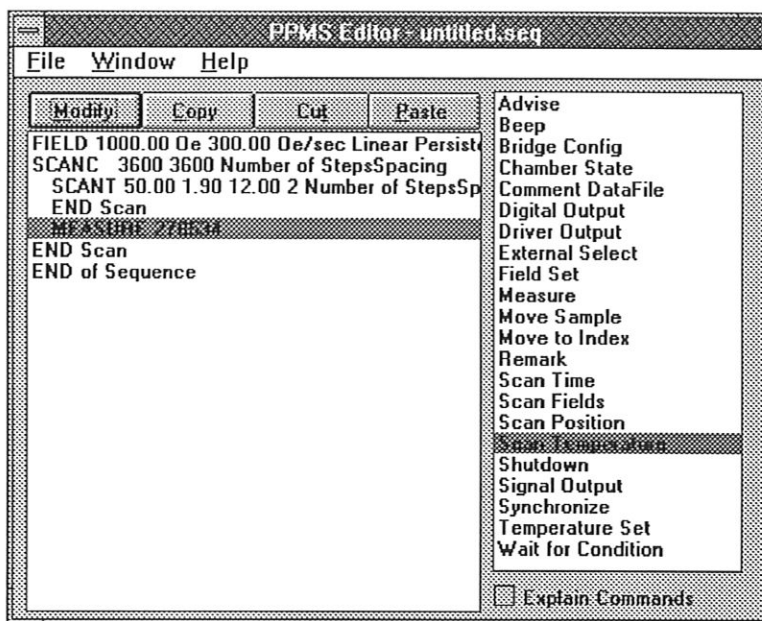 PPMS Editor - untitled.seq
File Window Help
Modify Copy Cut Paste
FIELD 1000.00 Oe 300.00 Oe/sec Linear Persiste
SCANC 3600 3600 Number of StepsSpacing
SCANT 50.00 1.90 12.00 2 Number of StepsSp
END Scan
MEASURE 270534
END Scan
END of Sequence
Advise
Beep
Bridge Config
Chamber State
Comment DataFile
Digital Output
Driver Output
External Select
Field Set
Measure
Move Sample
Move to Index
Remark
Scan Time
Scan Fields
Scan Position
Scan Temperature
Shutdown
Signal Output
Synchronize
Temperature Set
Wait for Condition
Explain Commands